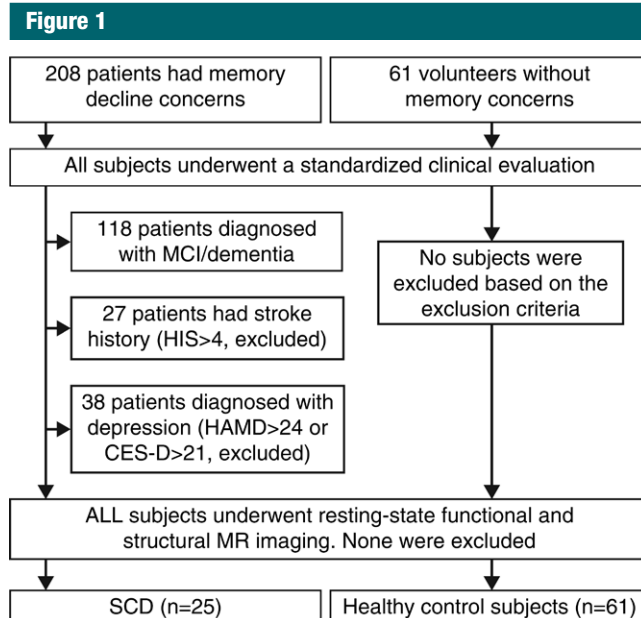 Figure 1
208 patients had memory
decline concerns
61 volunteers without
memory concerns
All subjects underwent a standardized clinical evaluation
118 patients diagnosed
with MCI/dementia
No subjects were
excluded based on the
exclusion criteria
27 patients had stroke
history (HIS>4, excluded)
38 patients diagnosed with
depression (HAMD>24 or
CES-D>21, excluded)
ALL subjects underwent resting-state functional and
structural MR imaging. None were excluded
SCD (n=25)
Healthy control subjects (n=61)